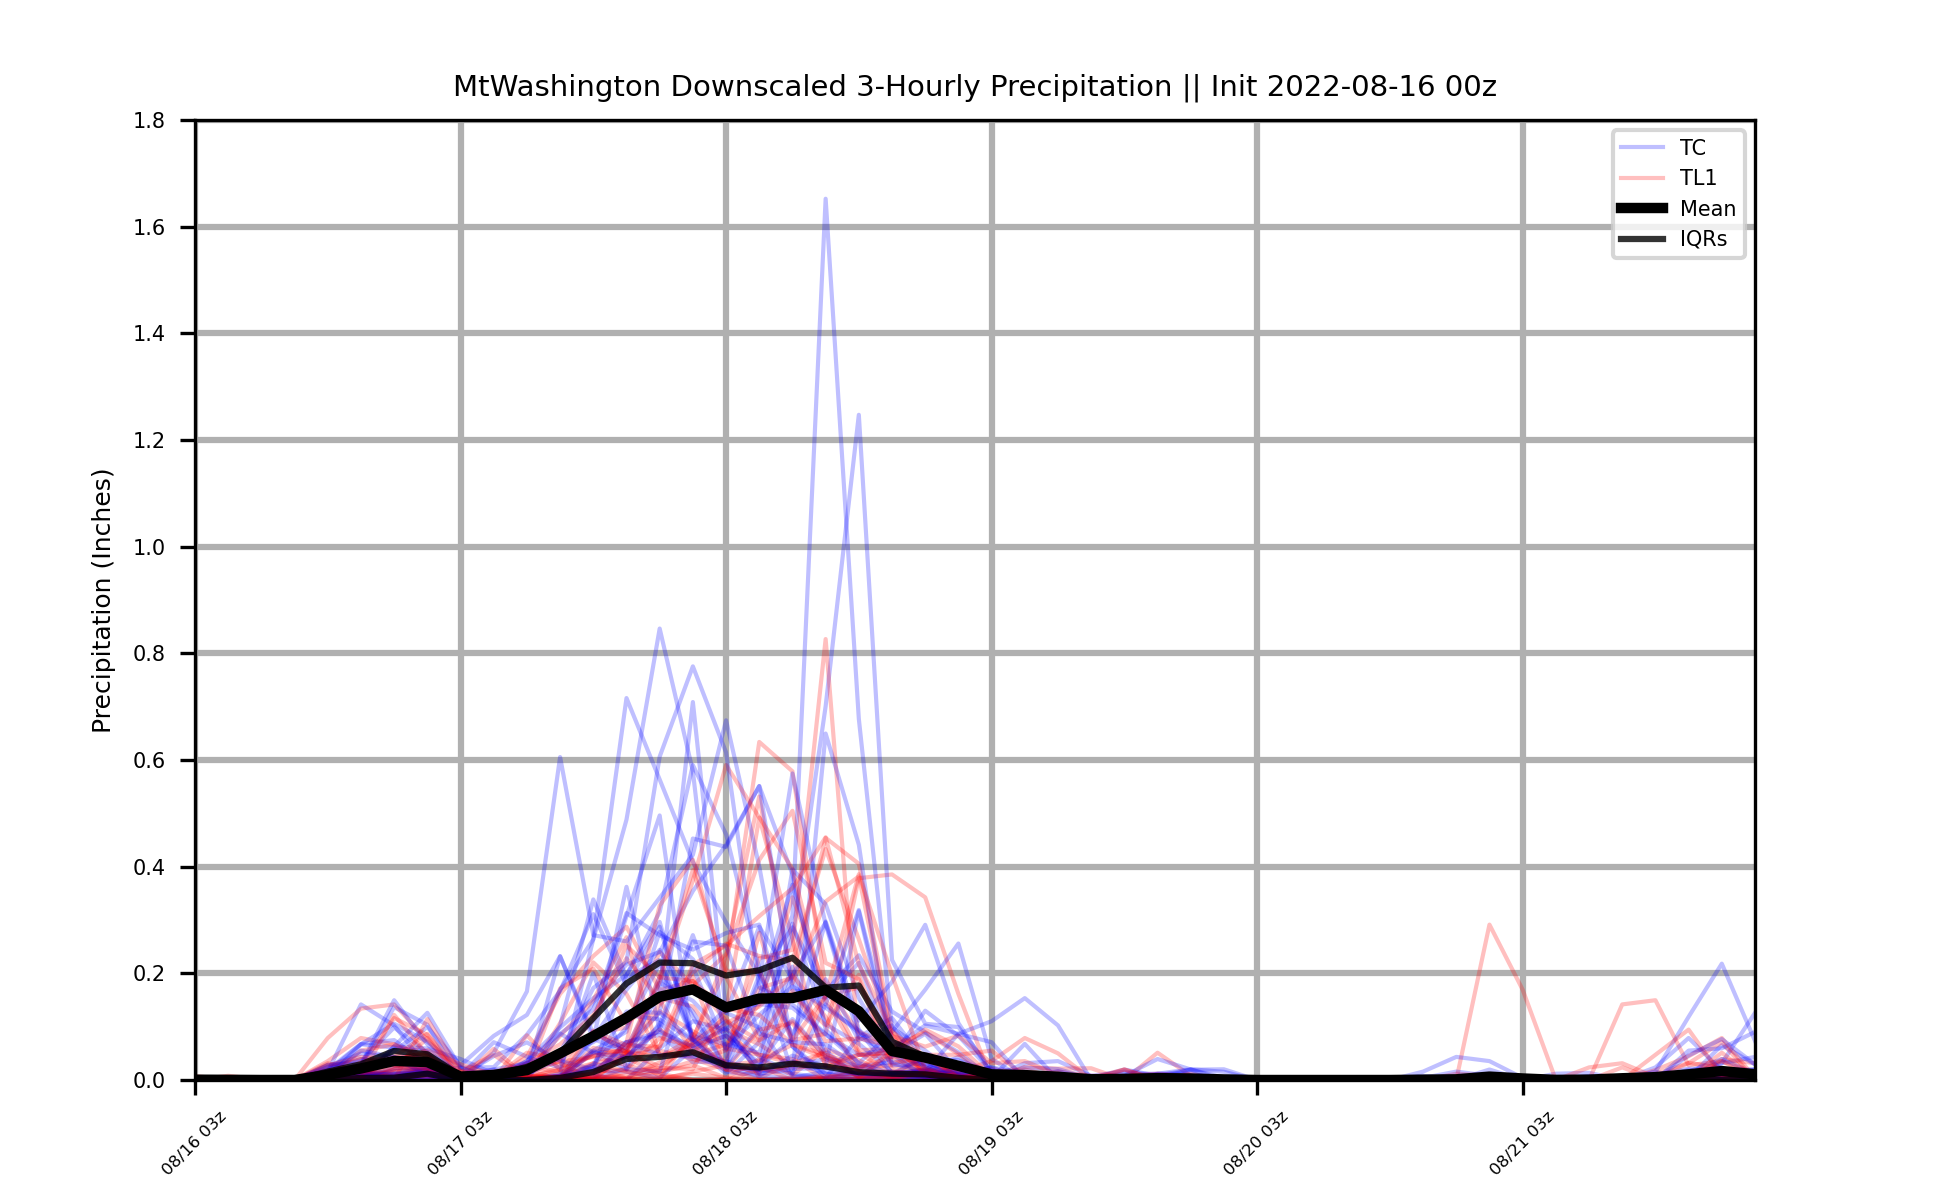 MtWashington Downscaled 3-Hourly Precipitation || Init 2022-08-16 00z
TC
TL1
Mean
IQRs
Precipitation (Inches)
1.8
1.6
1.4
1.2
1.0
0.8
0.6
0.4
0.2
0.0
08/16 03z
08/17 03z
08/18 03z
08/19 03z
08/20 03z
08/21 03z